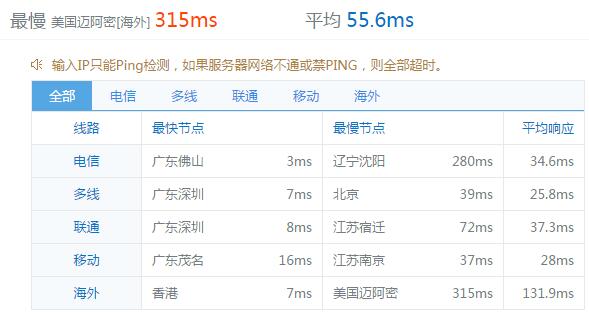 最慢 美国迈阿密[海外] 315ms 平均 55.6ms
输入IP只能Ping检测，如果服务器网络不通或禁PING，则全部超时。
全部 电信 多线 联通 移动 海外
线路 最快节点 最慢节点 平均响应
电信 广东佛山 3ms 辽宁沈阳 280ms 34.6ms
多线 广东深圳 7ms 北京 39ms 25.8ms
联通 广东深圳 8ms 江苏宿迁 72ms 37.3ms
移动 广东茂名 16ms 江苏南京 37ms 28ms
海外 香港 7ms 美国迈阿密 315ms 131.9ms